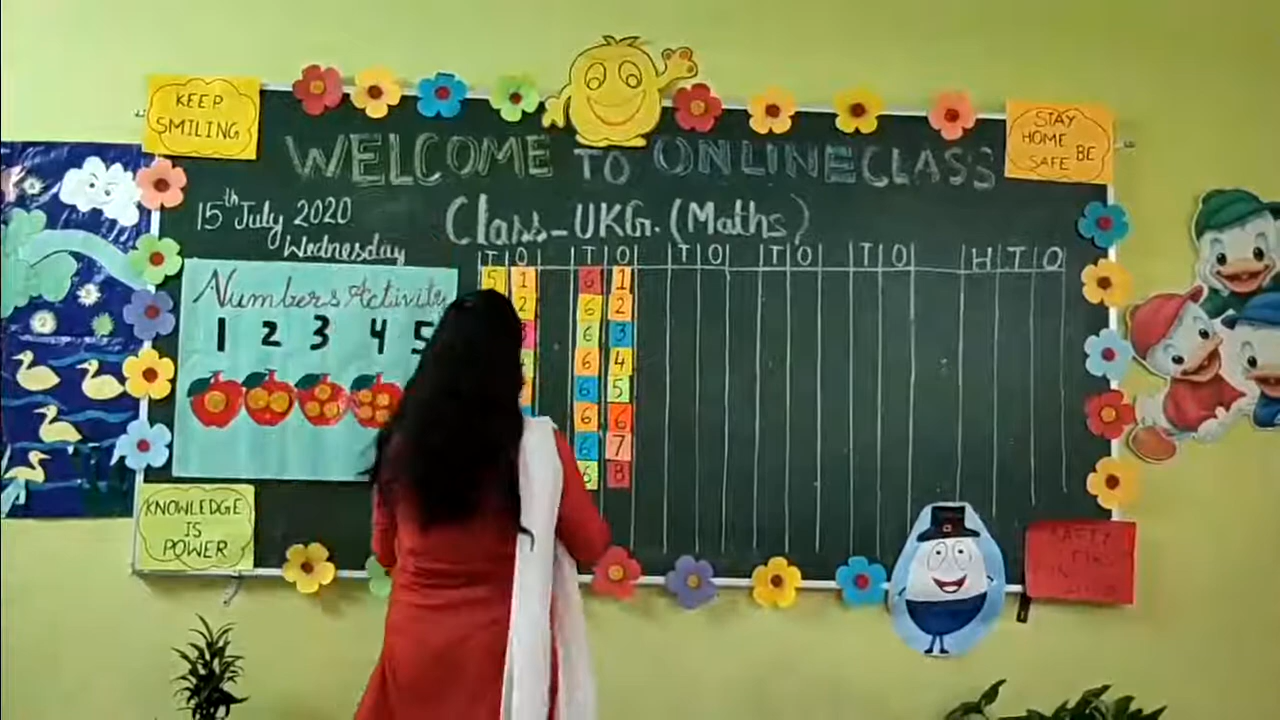 KEEP
SMILING
STAY
HOME BE
SAFE
WELCOME TO ONLINE CLASS
15th July 2020
Wednesday
Class-UKG. (Maths)
T O T O T O T O T O H T O
Numbers Activity
1 2 3 4 5
5 1 6 1
2 6 2
6 3
6 4
6 5
6 6
6 7
6 8
KNOWLEDGE
IS
POWER